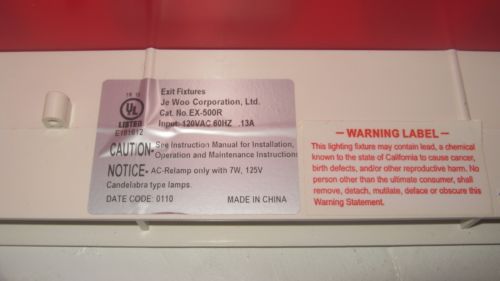 Exit Fixtures
Je Woo Corporation, Ltd.
Cat. No. EX-500R
Input: 120VAC 60HZ .13A
UL
LISTED
E181612
CAUTION- See Instruction Manual for Installation,
Operation and Maintenance Instructions
NOTICE- AC-Relamp only with 7W, 125V
Candelabra type lamps.
DATE CODE: 0110 MADE IN CHINA
– WARNING LABEL –
This lighting fixture may contain lead, a chemical
known to the state of California to cause cancer,
birth defects, and/or other reproductive harm. No
person other than the ultimate consumer, shall
remove, detach, mutilate, deface or obscure this
Warning Statement.